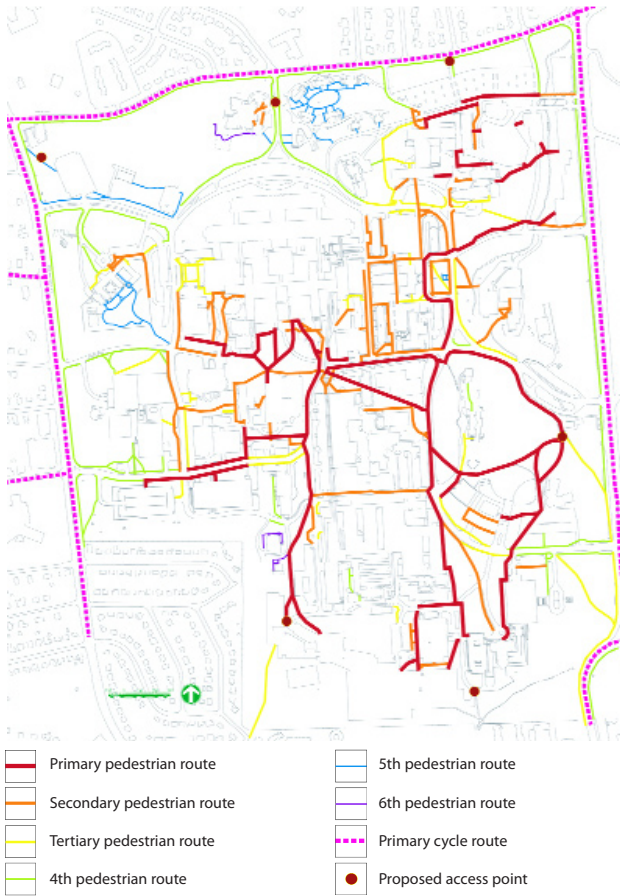 Primary pedestrian route
Secondary pedestrian route
Tertiary pedestrian route
4th pedestrian route
5th pedestrian route
6th pedestrian route
Primary cycle route
Proposed access point